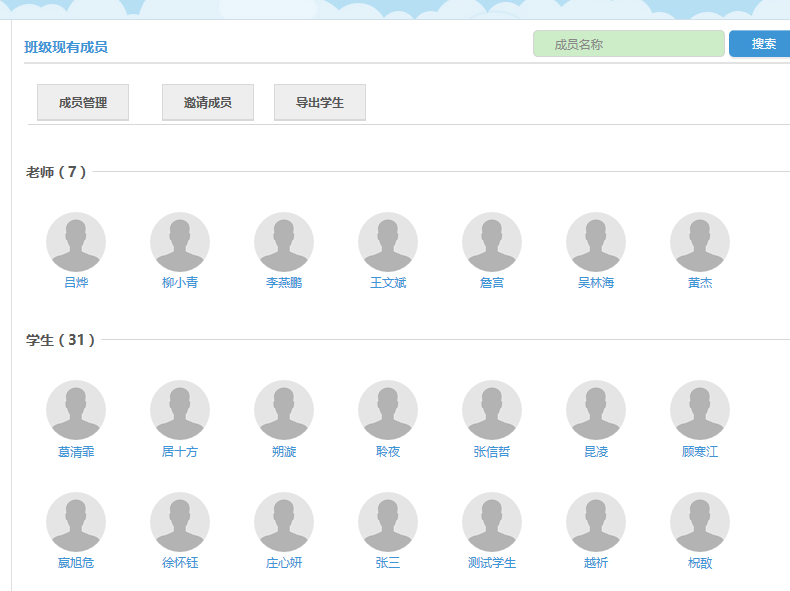 班级现有成员
成员名称
搜索
成员管理 邀请成员 导出学生
老师（7）
吕烨 柳小青 李燕鹏 王文斌 詹宫 吴林海 黄杰
学生（31）
葛清霏 居十方 朔漩 聆夜 张信哲 昆凌 顾寒江
嬴旭危 徐怀钰 庄心妍 张三 测试学生 越祈 柷敔